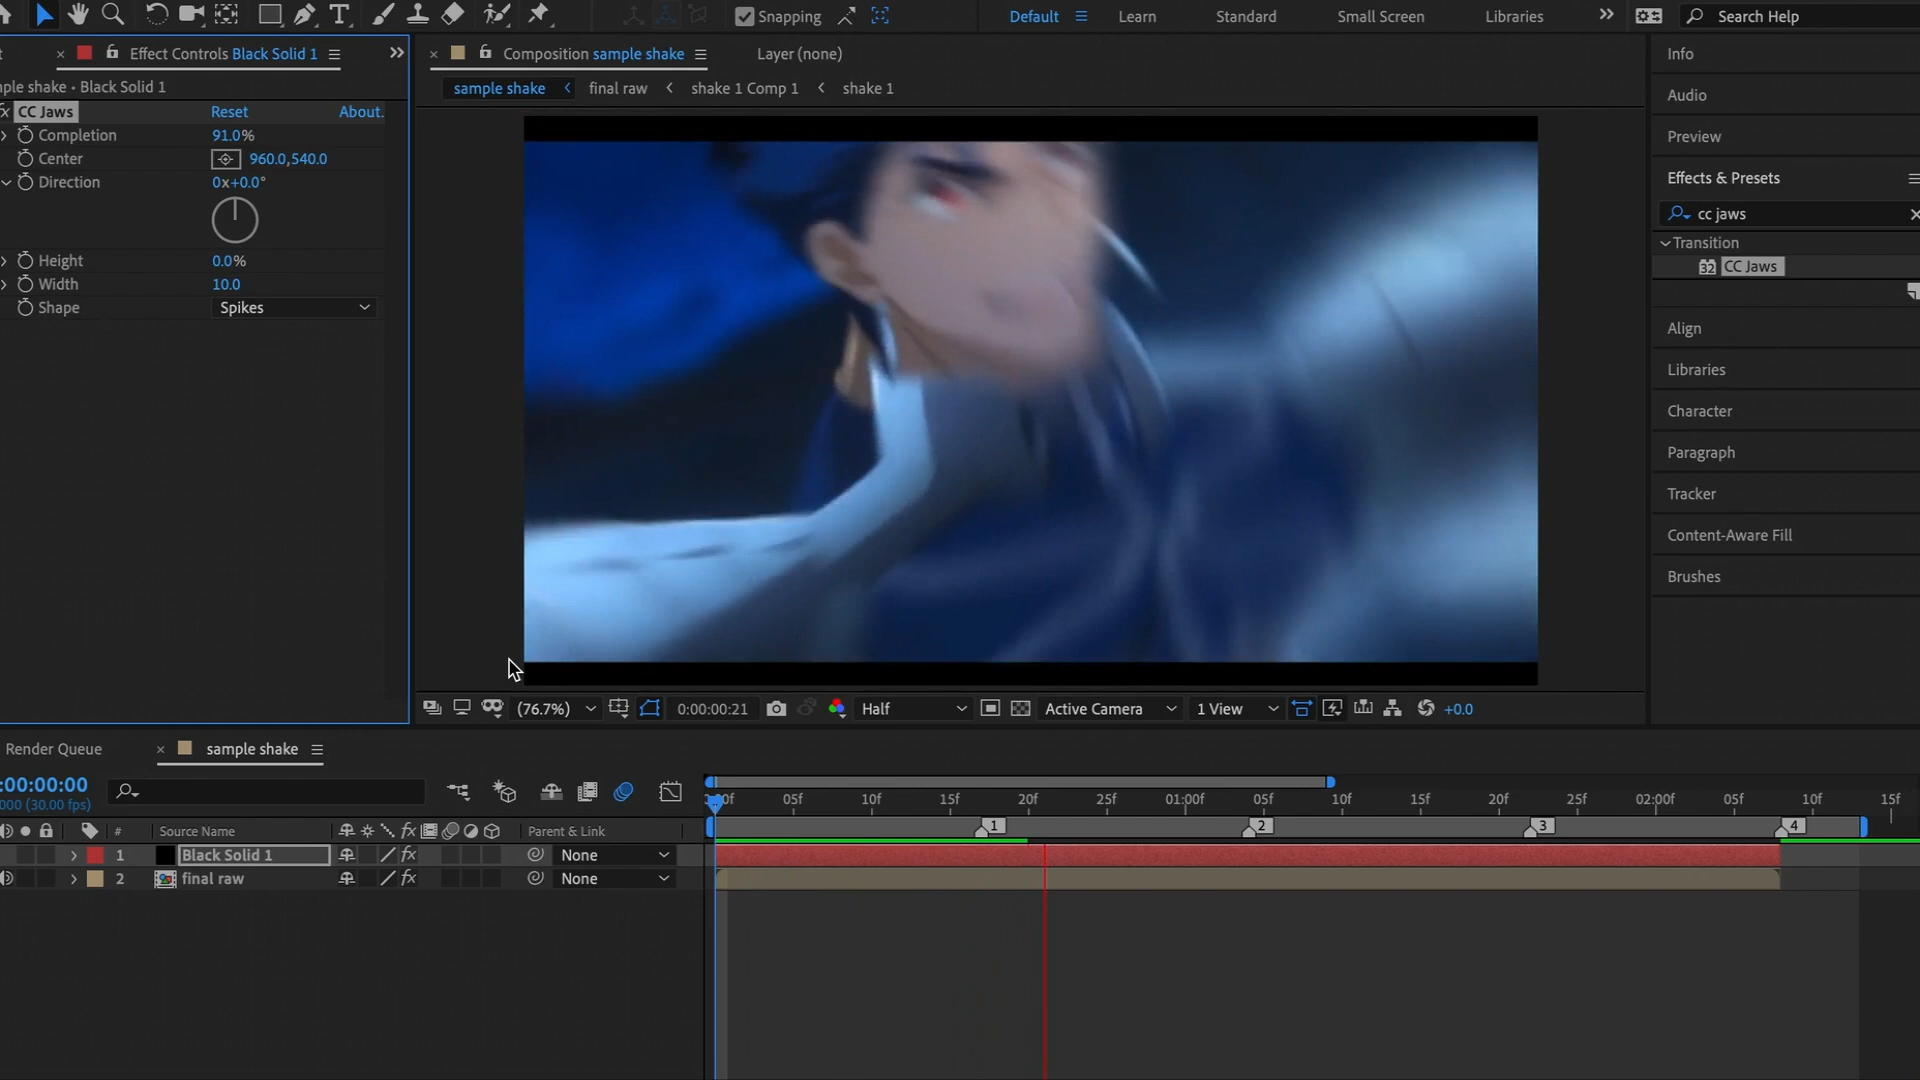 Snapping
Default
Learn
Standard
Small Screen
Libraries
Search Help
Effect Controls Black Solid 1
Composition sample shake
Layer (none)
Info
ple shake • Black Solid 1
sample shake
final raw
shake 1 Comp 1
shake 1
Audio
CC Jaws
Reset
About.
Completion
91.0%
Preview
Center
960.0,540.0
Direction
0x+0.0°
Effects & Presets
cc jaws
Transition
Height
0.0%
32 CC Jaws
Width
10.0
Shape
Spikes
Align
Libraries
Character
Paragraph
Tracker
Content-Aware Fill
Brushes
(76.7%)
0:00:00:21
Half
Active Camera
1 View
+0.0
Render Queue
sample shake
:00:00:00
000 (30.00 fps)
:00f 05f 10f 15f 20f 25f 01:00f 05f 10f 15f 20f 25f 02:00f 05f 10f 15f
1 2 3 4
# Source Name fx Parent & Link
1 Black Solid 1 fx None
2 final raw fx None